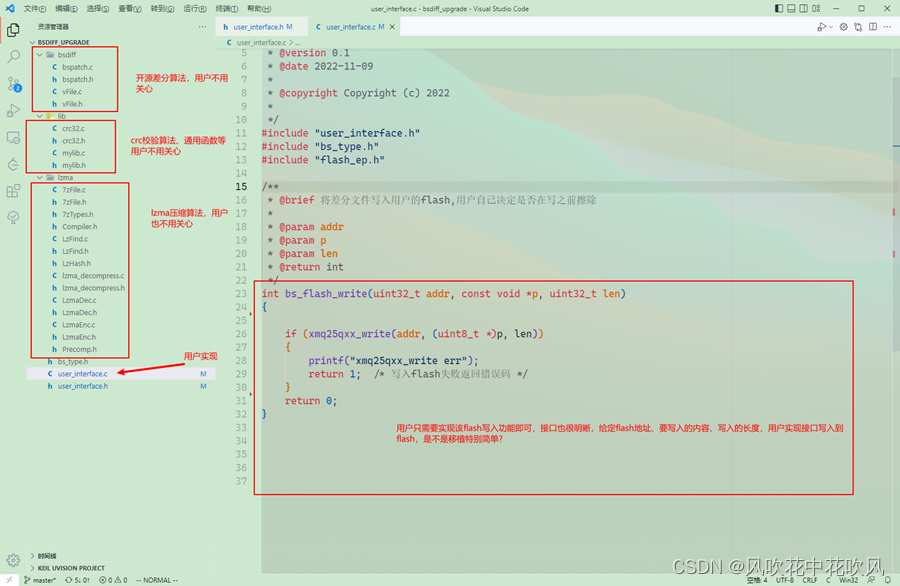 文件(F) 编辑(E) 选择(S) 查看(V) 转到(G) 运行(R) 终端(T) 帮助(H)
user_interface.c - bsdiff_upgrade - Visual Studio Code
资源管理器
BSDIFF_UPGRADE
bsdiff
C bspatch.c
h bspatch.h
C vFile.c
h vFile.h
开源差分算法，用户不用
关心
lib
C crc32.c
h crc32.h
C mylib.c
h mylib.h
crc校验算法、通用函数等
用户不用关心
lzma
C 7zFile.c
h 7zFile.h
h 7zTypes.h
h Compiler.h
C LzFind.c
h LzFind.h
h LzHash.h
C lzma_decompress.c
h lzma_decompress.h
C LzmaDec.c
h LzmaDec.h
C LzmaEnc.c
h LzmaEnc.h
h Precomp.h
lzma压缩算法，用户
也不用关心
h bs_type.h
C user_interface.c M
h user_interface.h M
用户实现
时间线
KEIL UVISION PROJECT
h user_interface.h M
C user_interface.c M
C user_interface.c > ...
5 * @version 0.1
6 * @date 2022-11-09
7 *
8 * @copyright Copyright (c) 2022
9 *
10 */
11 #include "user_interface.h"
12 #include "bs_type.h"
13 #include "flash_ep.h"
14
15 /**
16 * @brief 将差分文件写入用户的flash,用户自己决定是否在写之前擦除
17 *
18 * @param addr
19 * @param p
20 * @param len
21 * @return int
22 */
23 int bs_flash_write(uint32_t addr, const void *p, uint32_t len)
24 {
25
26 if (xmq25qxx_write(addr, (uint8_t *)p, len))
27 {
28 printf("xmq25qxx_write err");
29 return 1; /* 写入flash失败返回错误码 */
30 }
31 return 0;
32 }
33
34
35
36
37
用户只需要实现该flash写入功能即可，接口也很明晰，给定flash地址、要写入的内容、写入的长度，用户实现接口写入到
flash，是不是移植特别简单？
master* 5↓ 0↑ 0 0 -- NORMAL --
空格: 4 UTF-8 CRLF C Win32
CSDN @风吹花中花吹风